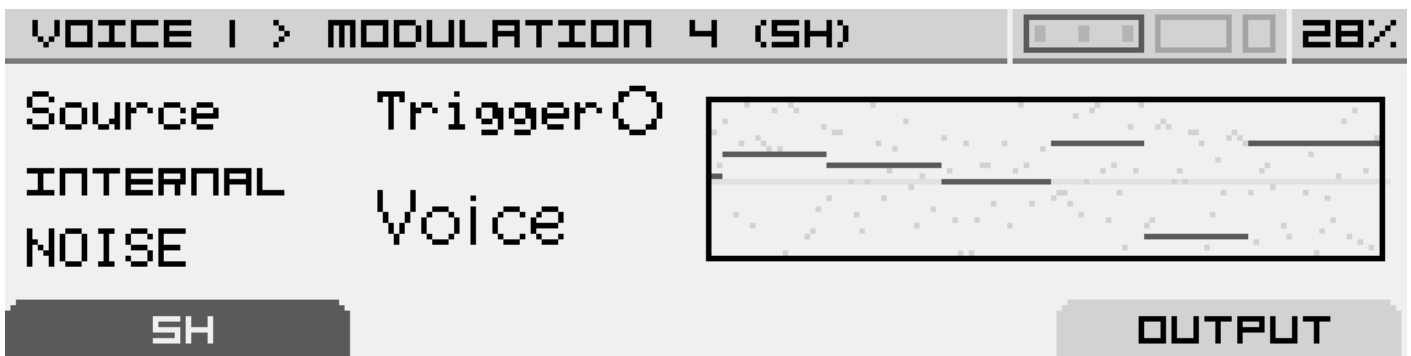 VOICE 1 > MODULATION 4 (SH) 28%
Source Trigger
INTERNAL
NOISE Voice
SH OUTPUT